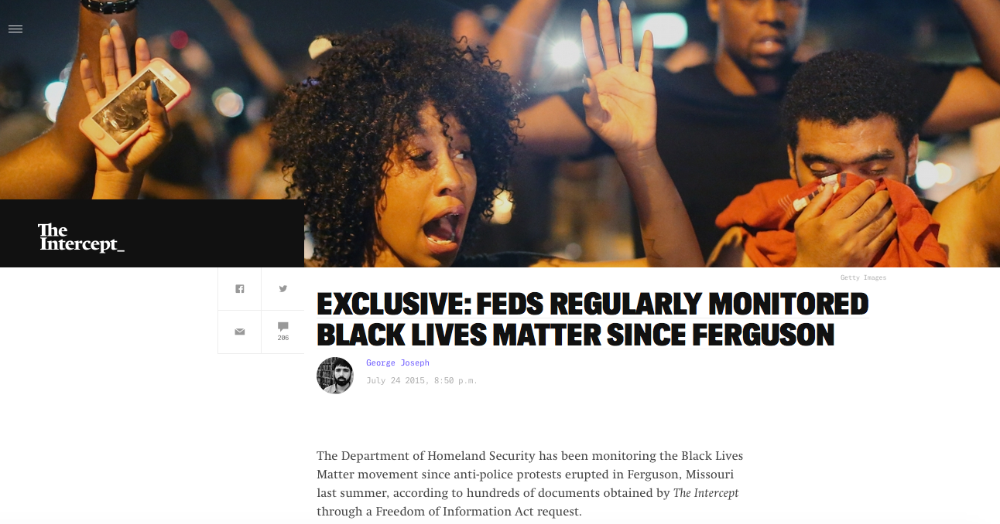 The
Intercept_
Getty Images
206
EXCLUSIVE: FEDS REGULARLY MONITORED
BLACK LIVES MATTER SINCE FERGUSON
George Joseph
July 24 2015, 8:50 p.m.
The Department of Homeland Security has been monitoring the Black Lives
Matter movement since anti-police protests erupted in Ferguson, Missouri
last summer, according to hundreds of documents obtained by The Intercept
through a Freedom of Information Act request.